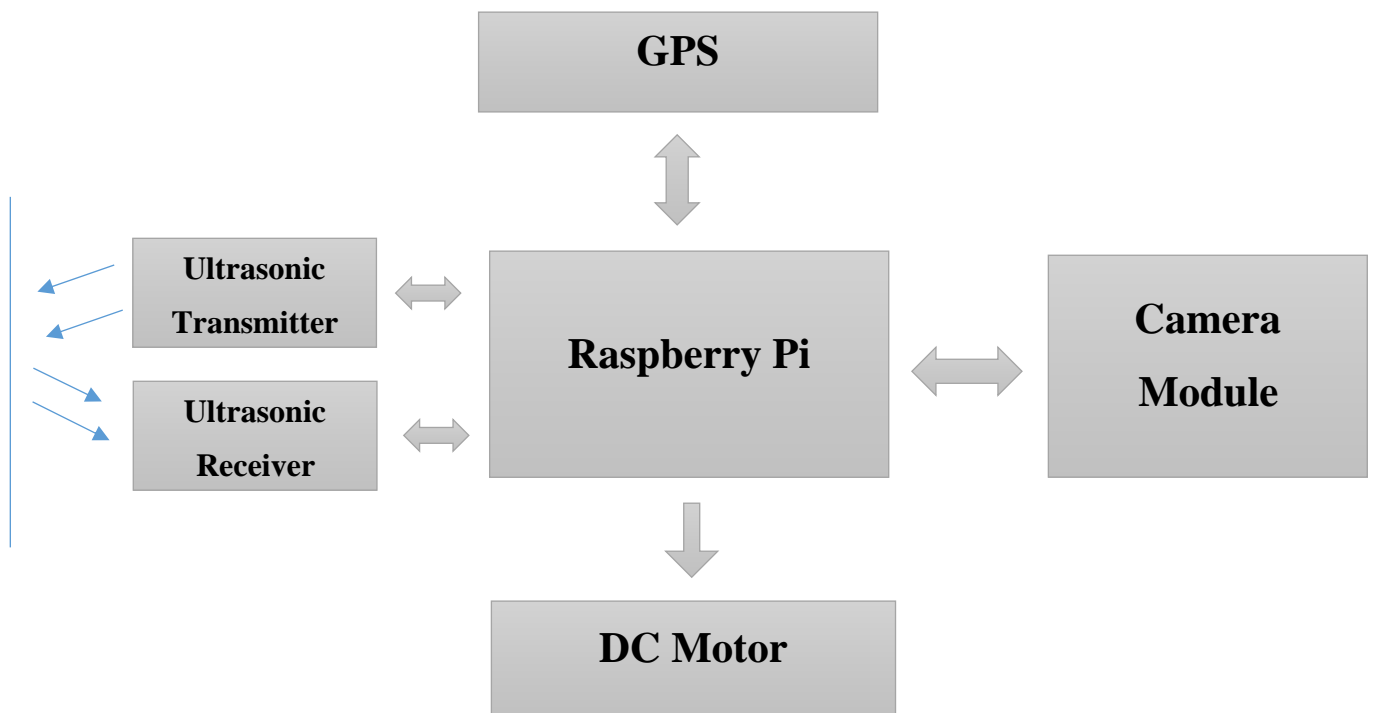 GPS
Ultrasonic
Transmitter
Ultrasonic
Receiver
Raspberry Pi
Camera
Module
DC Motor